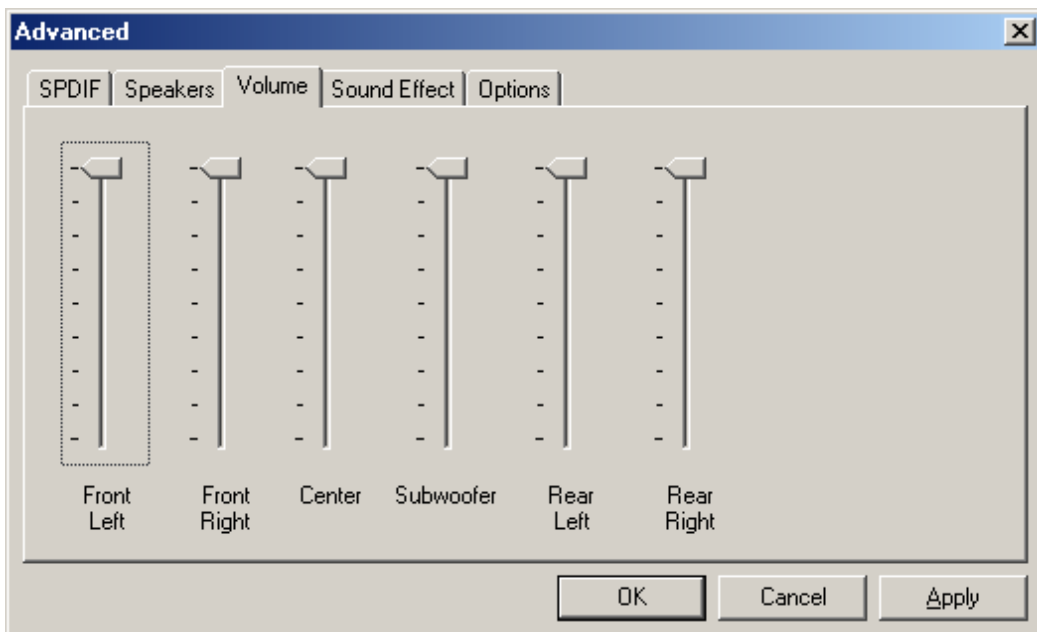 Advanced
SPDIF Speakers Volume Sound Effect Options
Front Left
Front Right
Center
Subwoofer
Rear Left
Rear Right
OK Cancel Apply